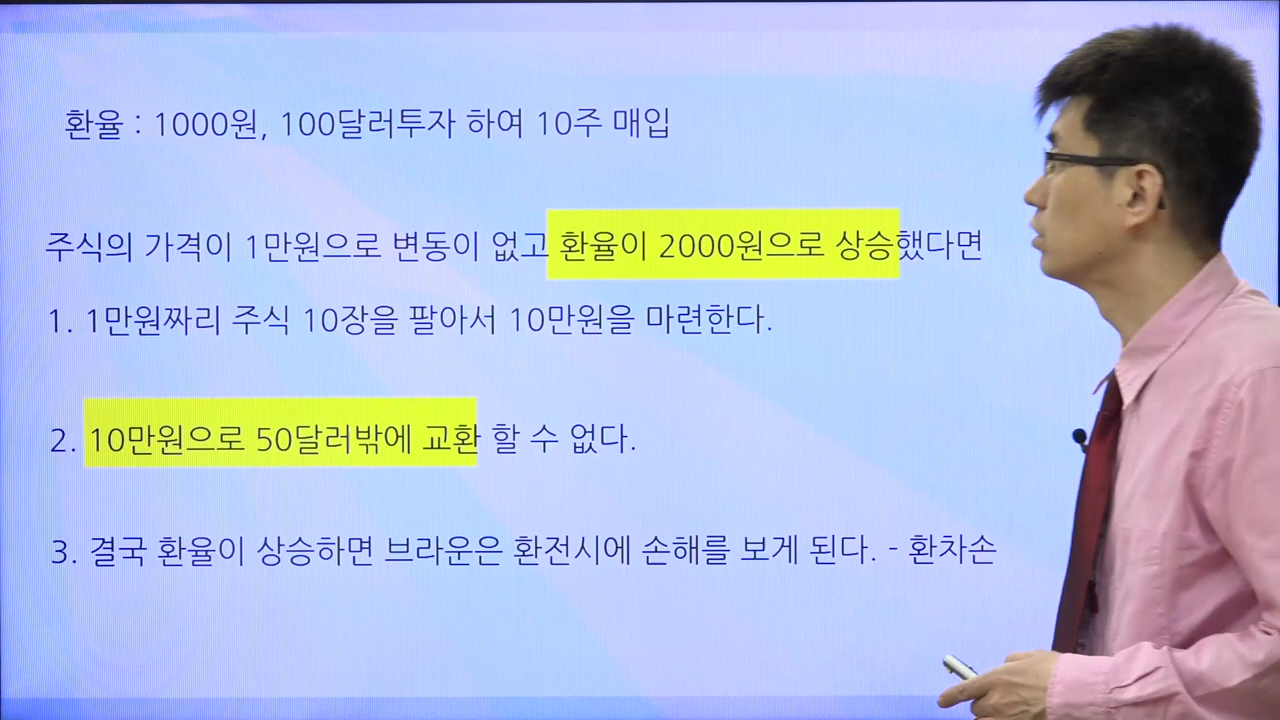 환율 : 1000원, 100달러투자 하여 10주 매입
주식의 가격이 1만원으로 변동이 없고 환율이 2000원으로 상승했다면
1. 1만원짜리 주식 10장을 팔아서 10만원을 마련한다.
2. 10만원으로 50달러밖에 교환 할 수 없다.
3. 결국 환율이 상승하면 브라운은 환전시에 손해를 보게 된다. - 환차손